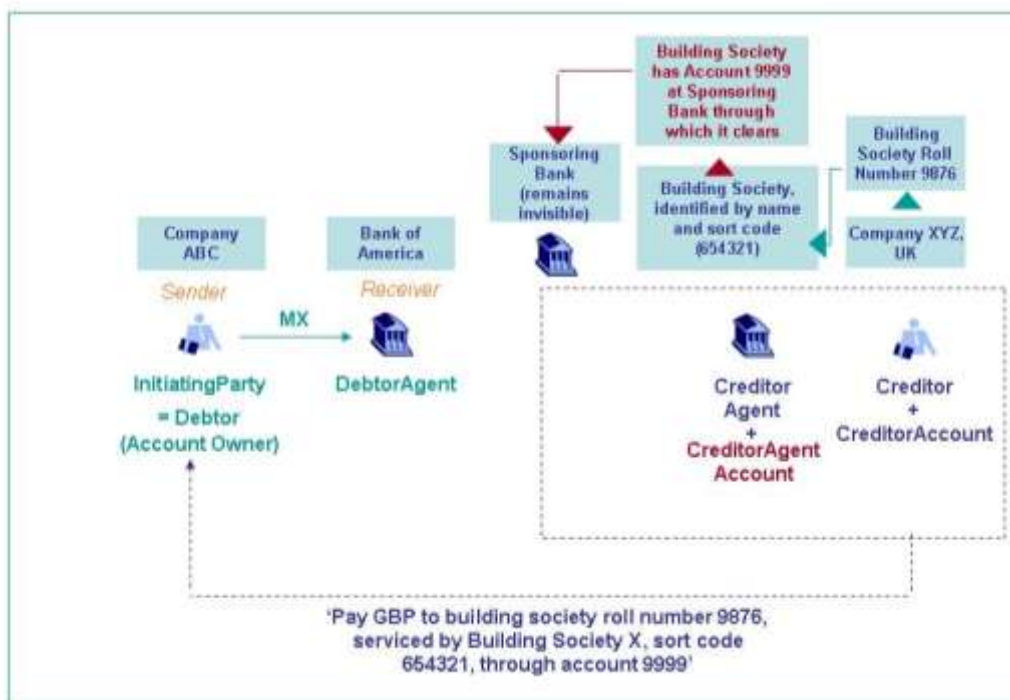 Building Society
has Account 9999
at Sponsoring
Bank through
which it clears
Sponsoring
Bank
(remains
invisible)
Building Society,
identified by name
and sort code
(654321)
Building
Society Roll
Number 9876
Company XYZ,
UK
Company
ABC
Bank of
America
Sender
Receiver
MX
InitiatingParty
= Debtor
(Account Owner)
DebtorAgent
Creditor
Agent
+
CreditorAgent
Account
Creditor
+
CreditorAccount
‘Pay GBP to building society roll number 9876,
serviced by Building Society X, sort code
654321, through account 9999’